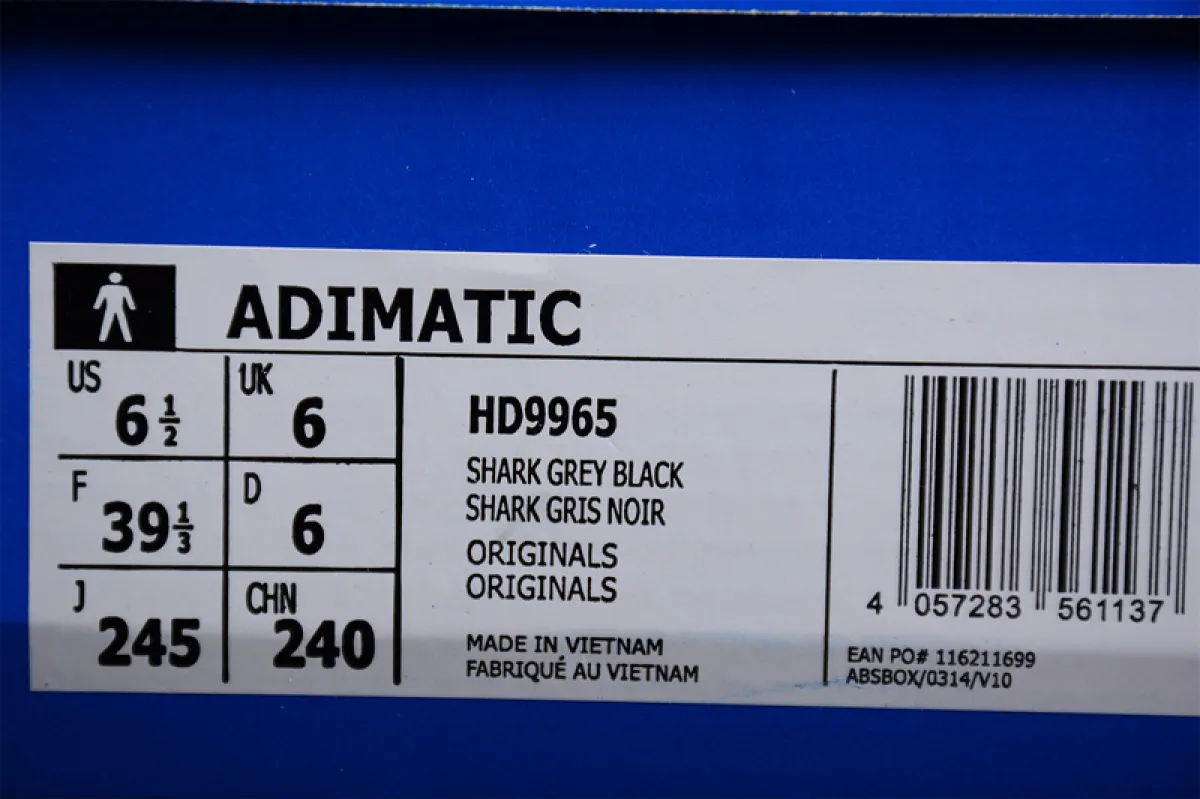 ADIMATIC
US 6 1/2
UK 6
F 39 1/3
D 6
J 245
CHN 240
HD9965
SHARK GREY BLACK
SHARK GRIS NOIR
ORIGINALS
ORIGINALS
MADE IN VIETNAM
FABRIQUÉ AU VIETNAM
4 057283 561137
EAN PO# 116211699
ABSBOX/0314/V10